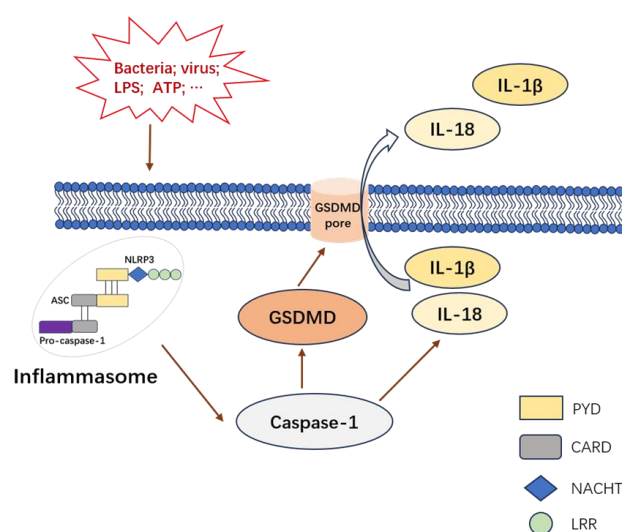 Bacteria; virus;
LPS; ATP; ···
IL-1β
IL-18
GSDMD
pore
NLRP3
ASC
Pro-caspase-1
Inflammasome
GSDMD
IL-1β
IL-18
Caspase-1
PYD
CARD
NACHT
LRR